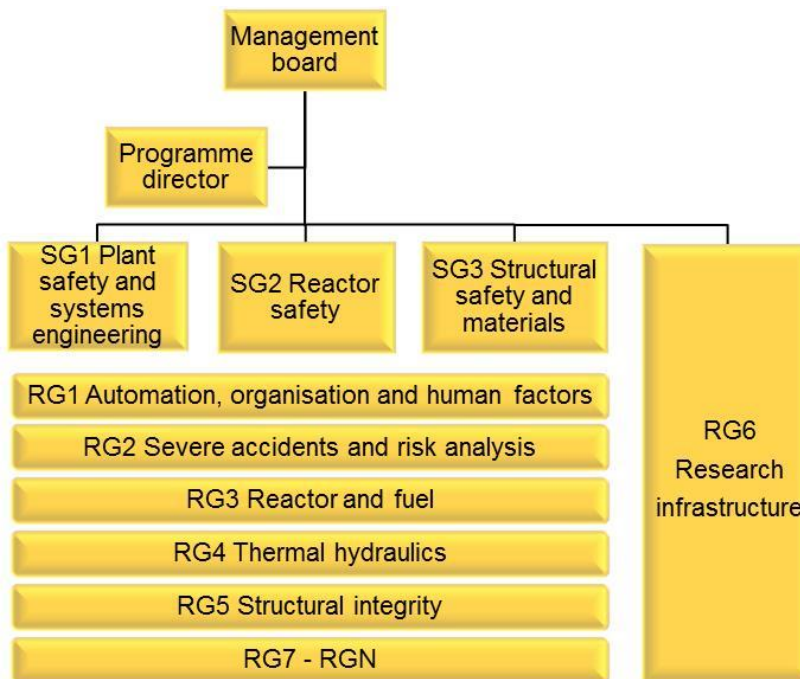 Management
board
Programme
director
SG1 Plant
safety and
systems
engineering
SG2 Reactor
safety
SG3 Structural
safety and
materials
RG1 Automation, organisation and human factors
RG2 Severe accidents and risk analysis
RG3 Reactor and fuel
RG4 Thermal hydraulics
RG5 Structural integrity
RG7 - RGN
RG6
Research
infrastructure